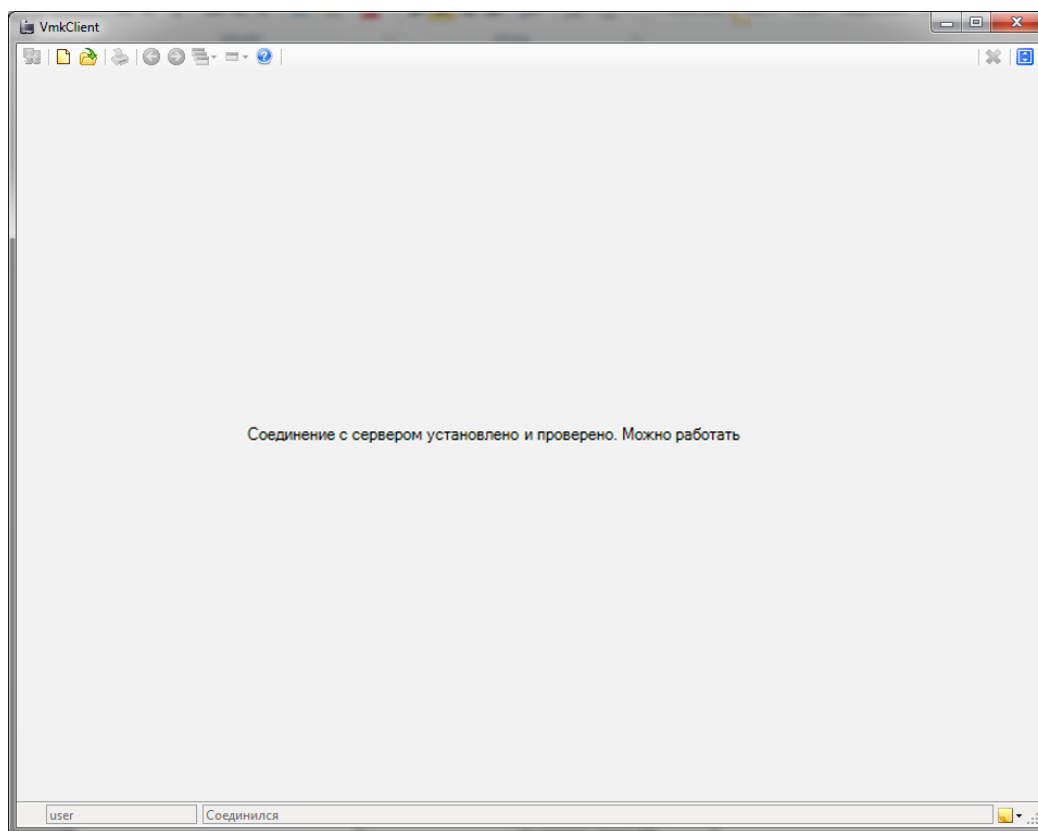 VmkClient
Соединение с сервером установлено и проверено. Можно работать
user
Соединился